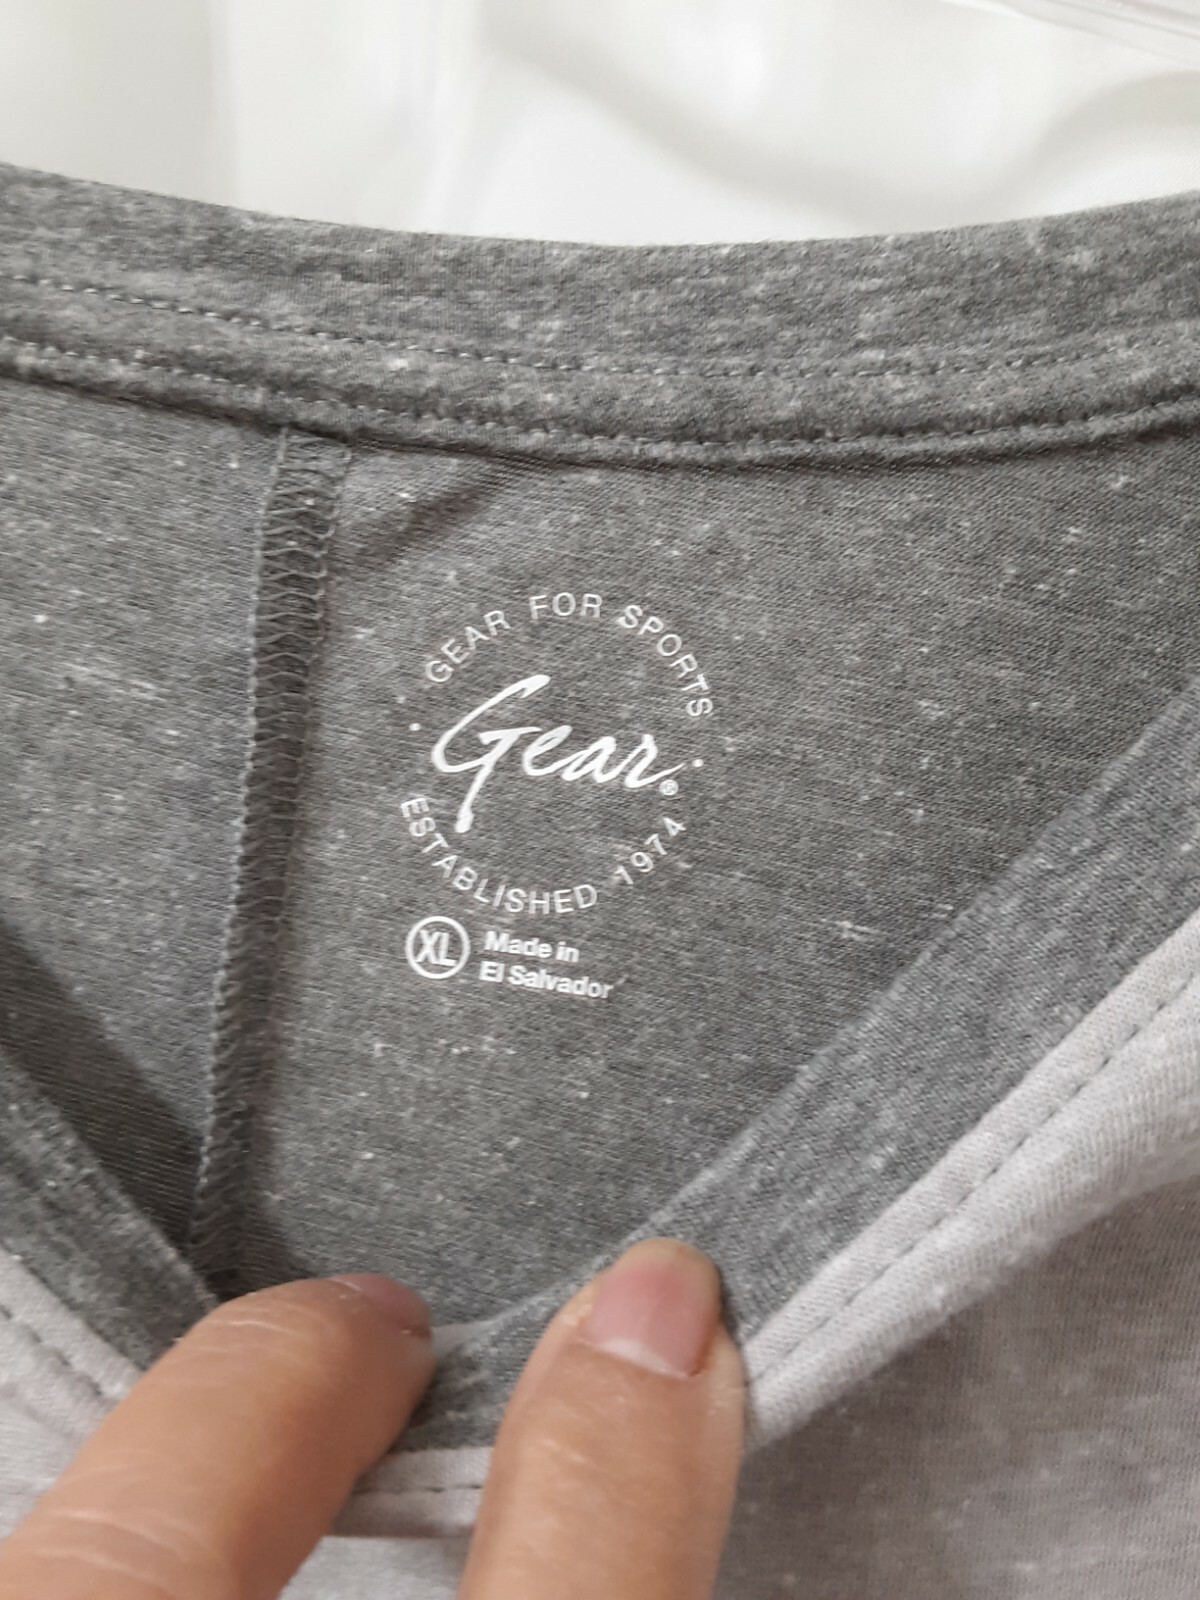 GEAR FOR SPORTS
Gear®
ESTABLISHED 1974
XL
Made in
El Salvador